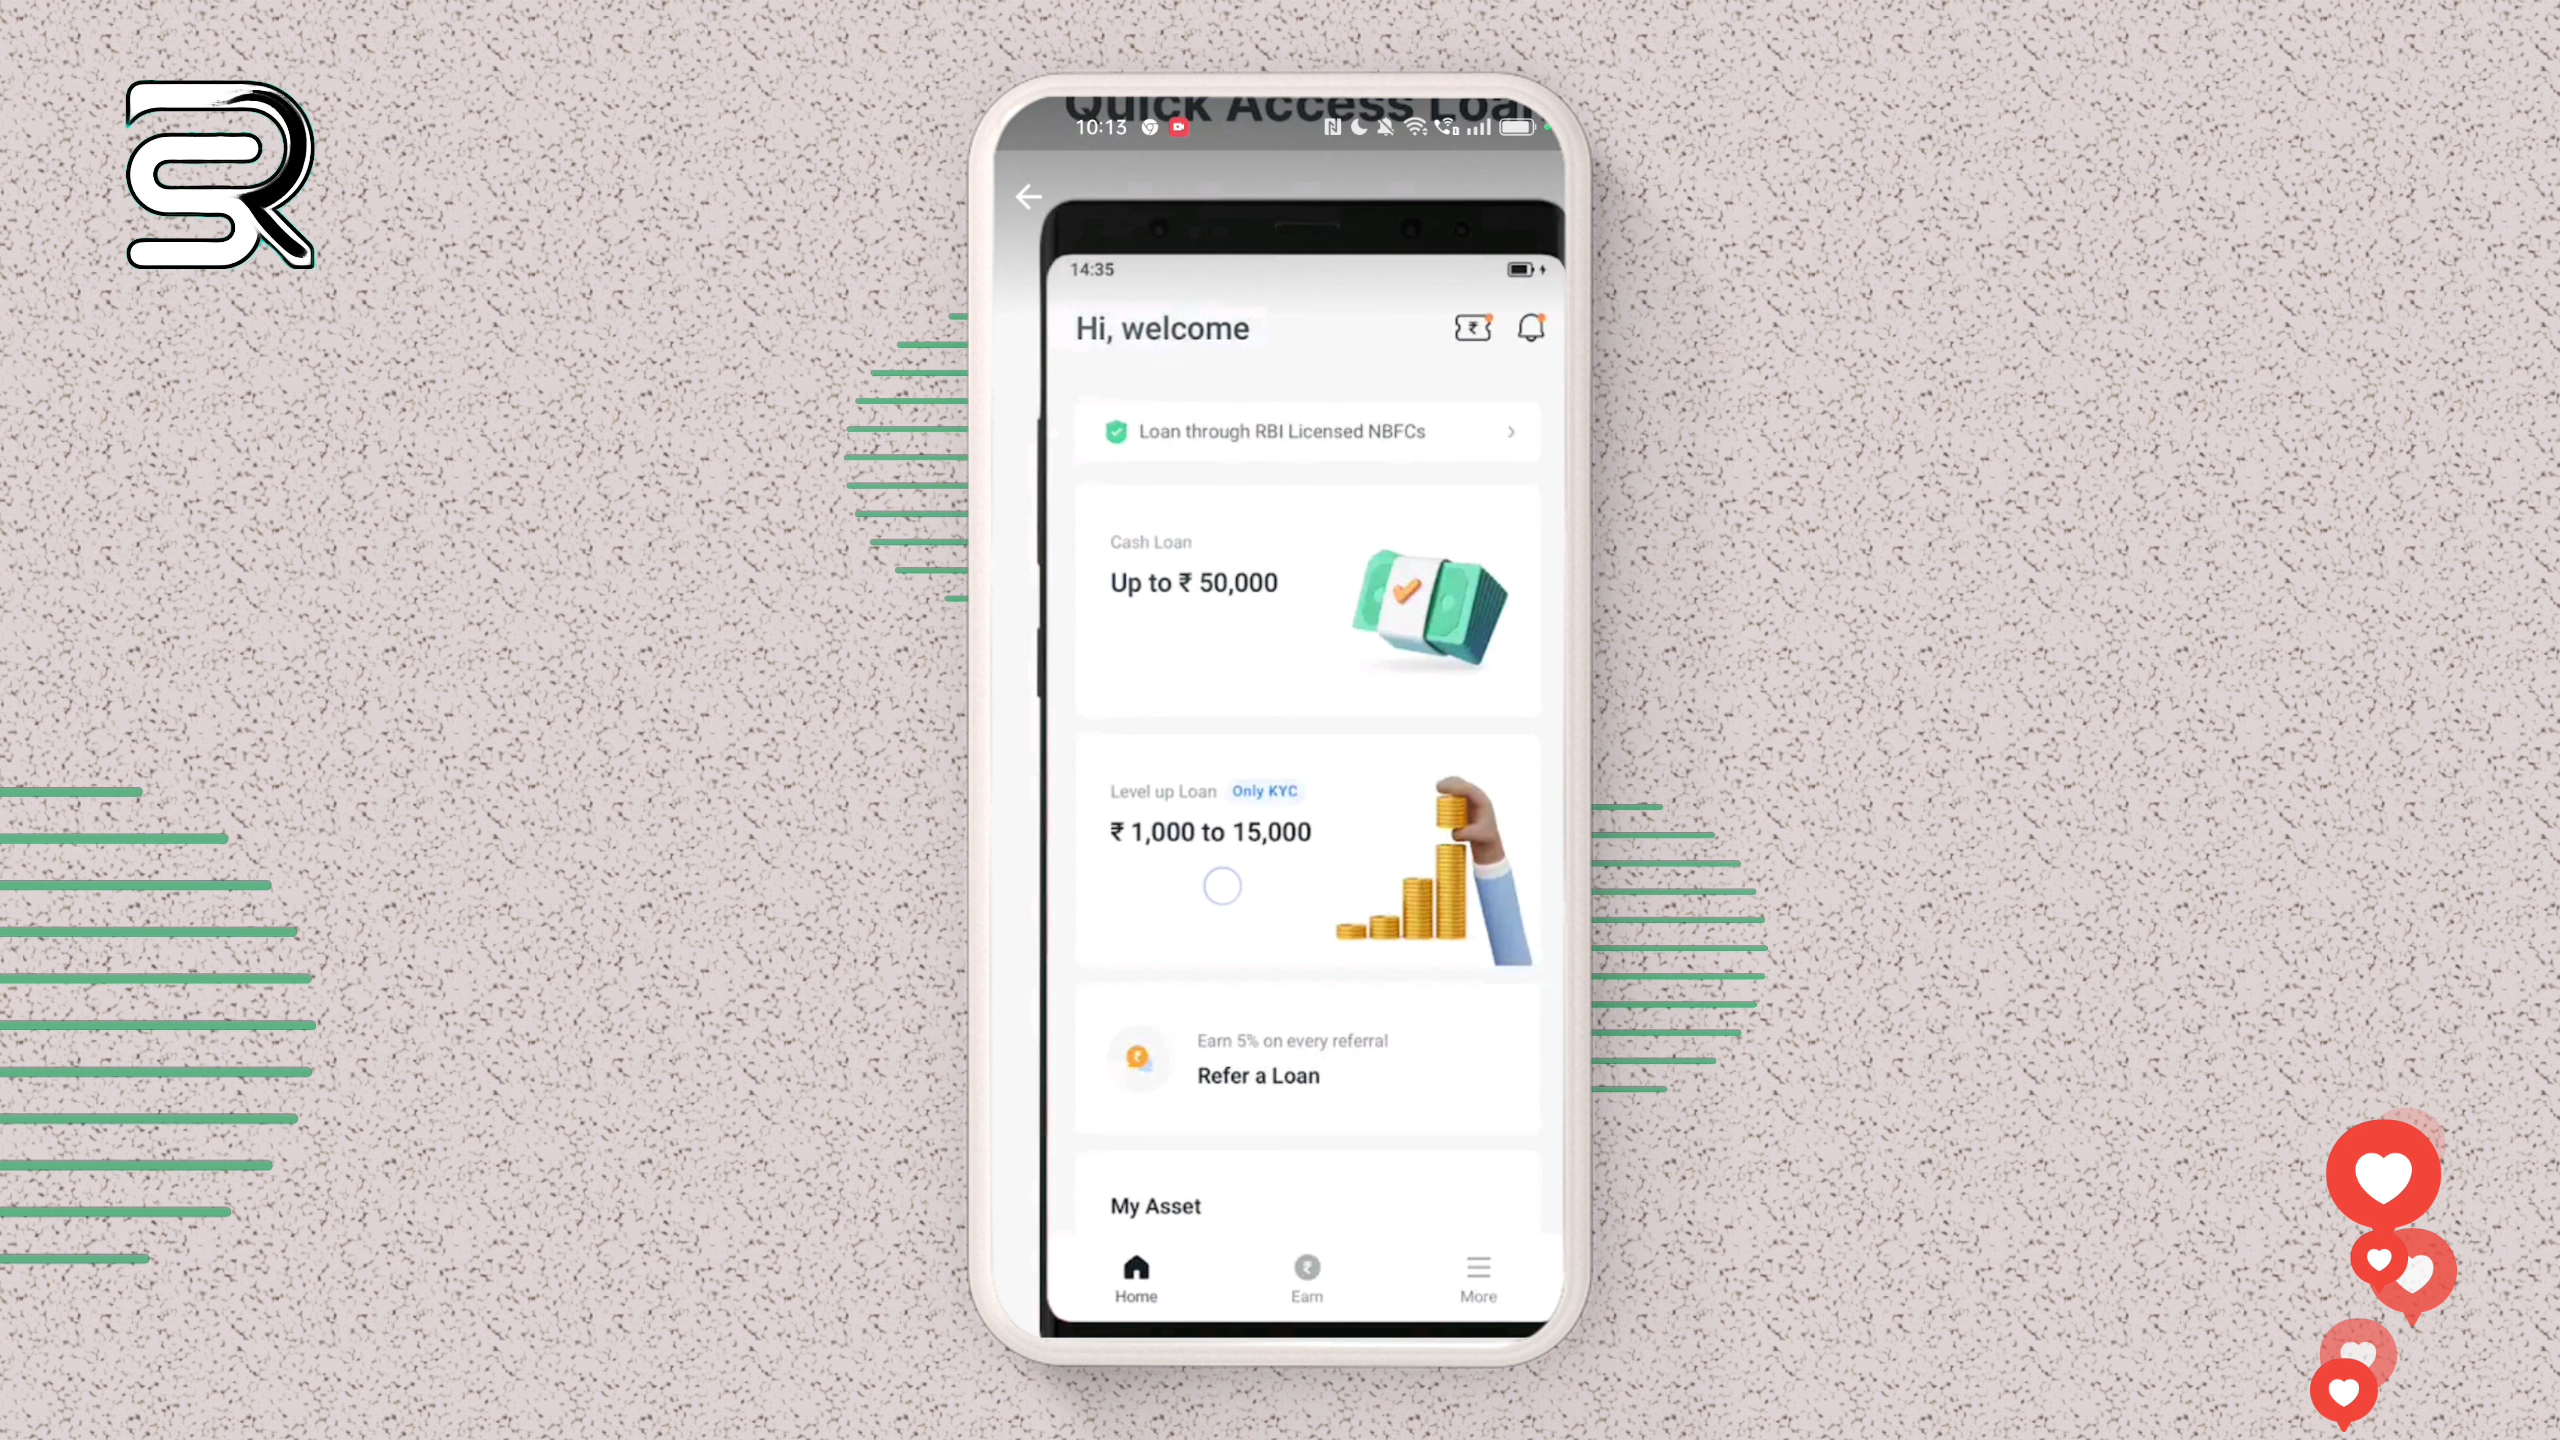 Quick Access Loan
10:13
14:35
Hi, welcome
Loan through RBI Licensed NBFCs
Cash Loan
Up to ₹ 50,000
Level up Loan Only KYC
₹ 1,000 to 15,000
Earn 5% on every referral
Refer a Loan
My Asset
Home Earn More